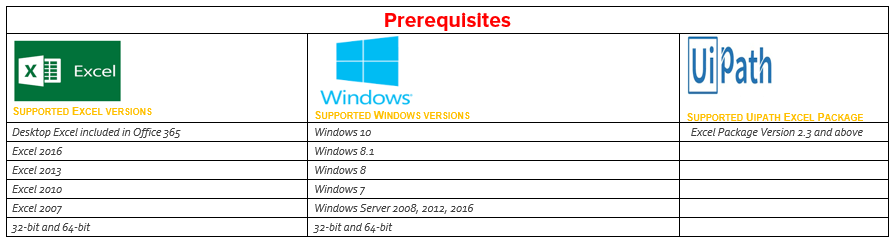 Prerequisites
Excel
Windows
UiPath
SUPPORTED EXCEL VERSIONS
SUPPORTED WINDOWS VERSIONS
SUPPORTED UIPATH EXCEL PACKAGE
Desktop Excel included in Office 365
Windows 10
Excel Package Version 2.3 and above
Excel 2016
Windows 8.1
Excel 2013
Windows 8
Excel 2010
Windows 7
Excel 2007
Windows Server 2008, 2012, 2016
32-bit and 64-bit
32-bit and 64-bit